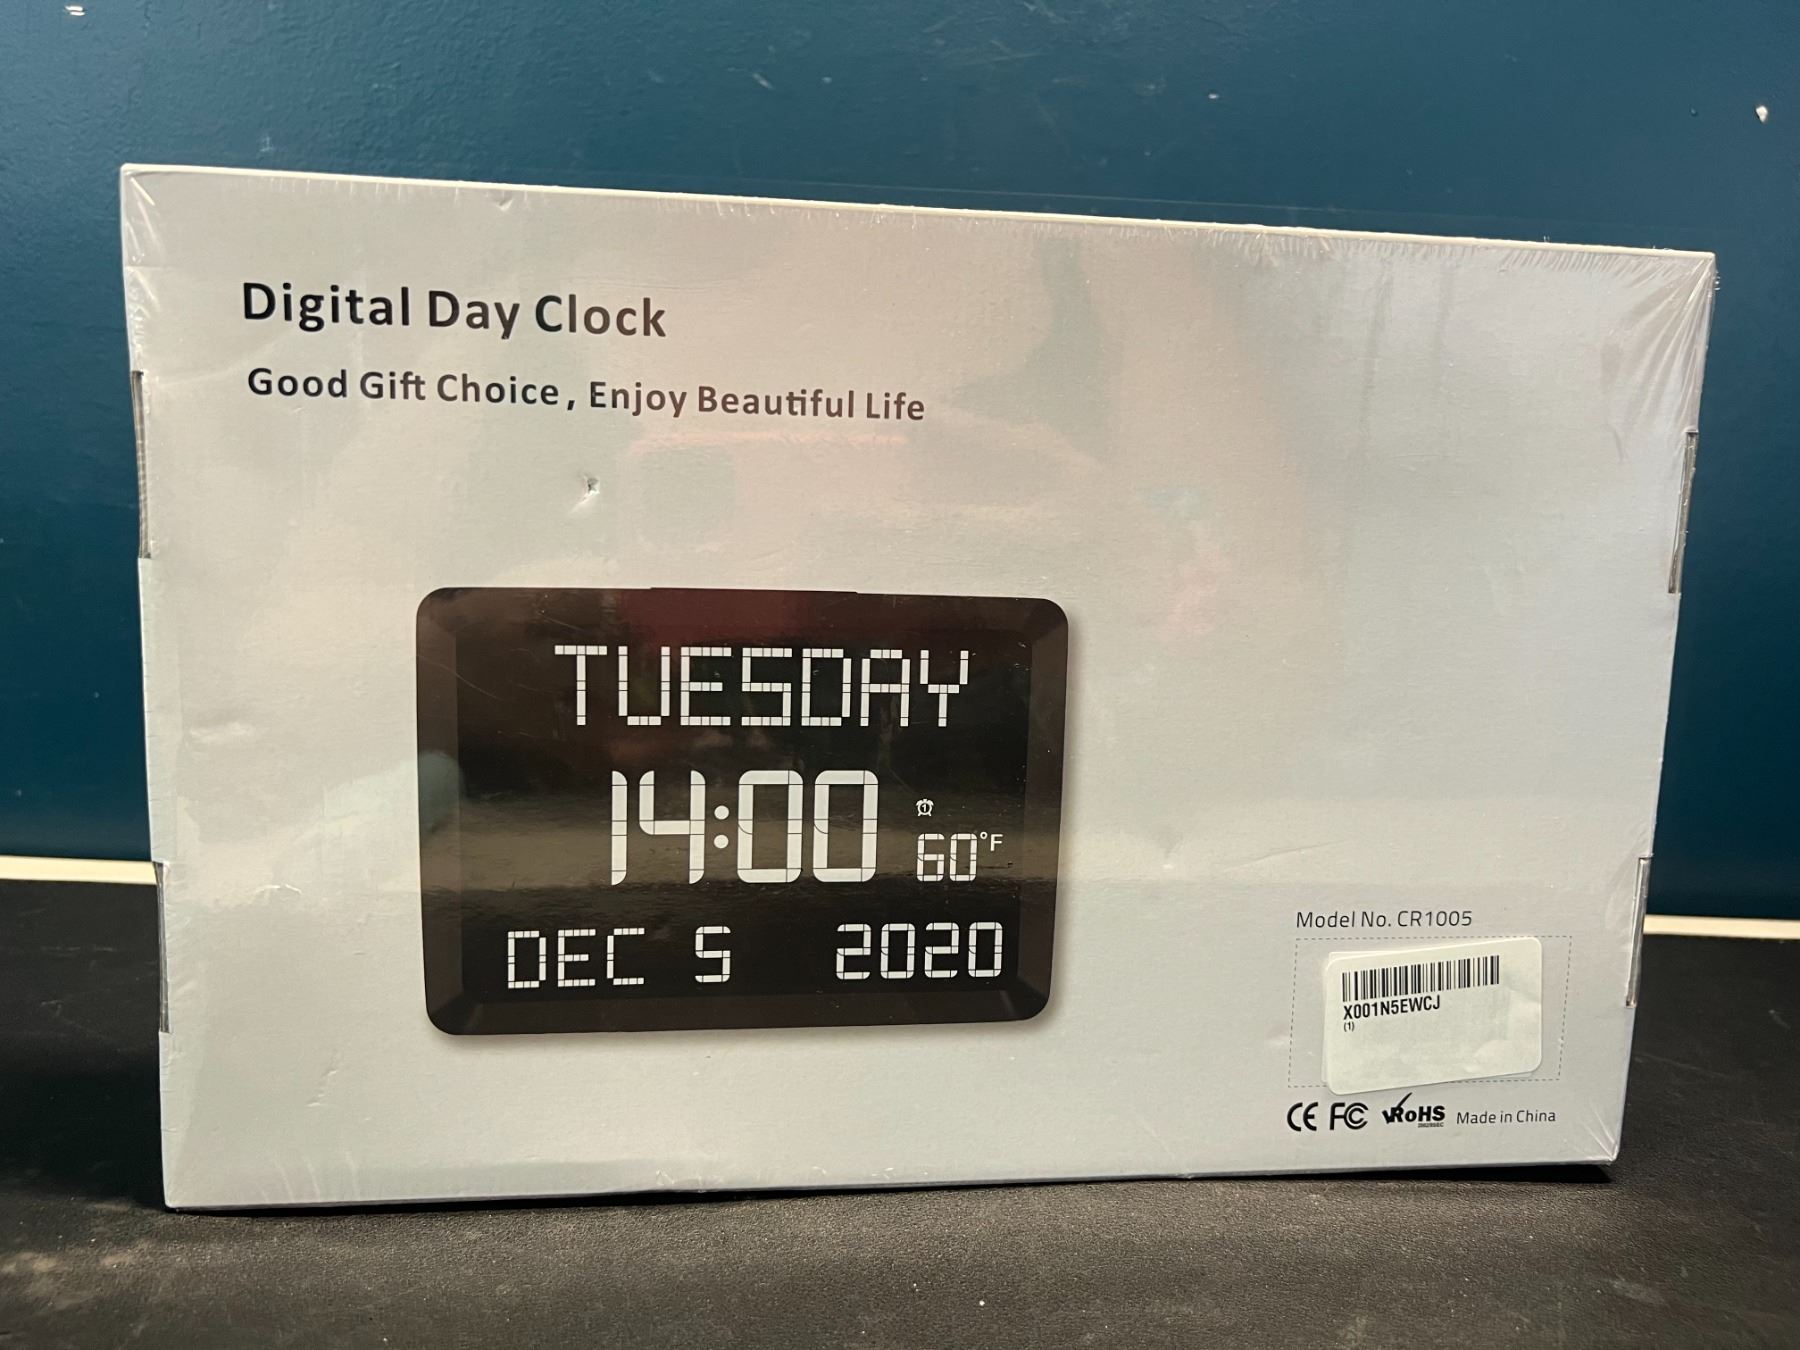 Digital Day Clock
Good Gift Choice, Enjoy Beautiful Life
TUESDAY
14:00
1
60°F
DEC 5 2020
Model No. CR1005
X001N5EWCJ
(1)
CE FC RoHS Made in China